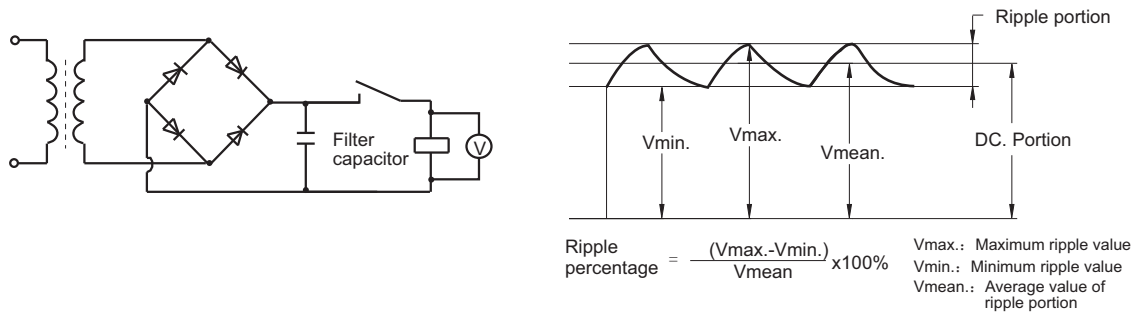 Filter
capacitor
V
Ripple portion
Vmin.
Vmax.
Vmean.
DC. Portion
Ripple
percentage
=
(Vmax.-Vmin.)
Vmean
x100%
Vmax.: Maximum ripple value
Vmin.: Minimum ripple value
Vmean.: Average value of
ripple portion